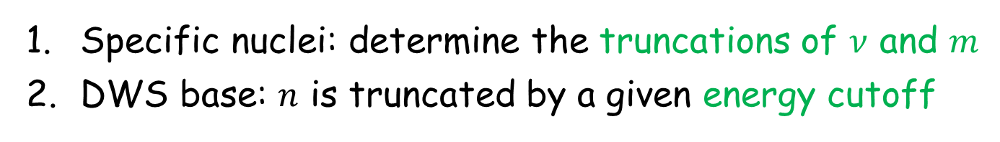 1. Specific nuclei: determine the truncations of ν and m
2. DWS base: n is truncated by a given energy cutoff